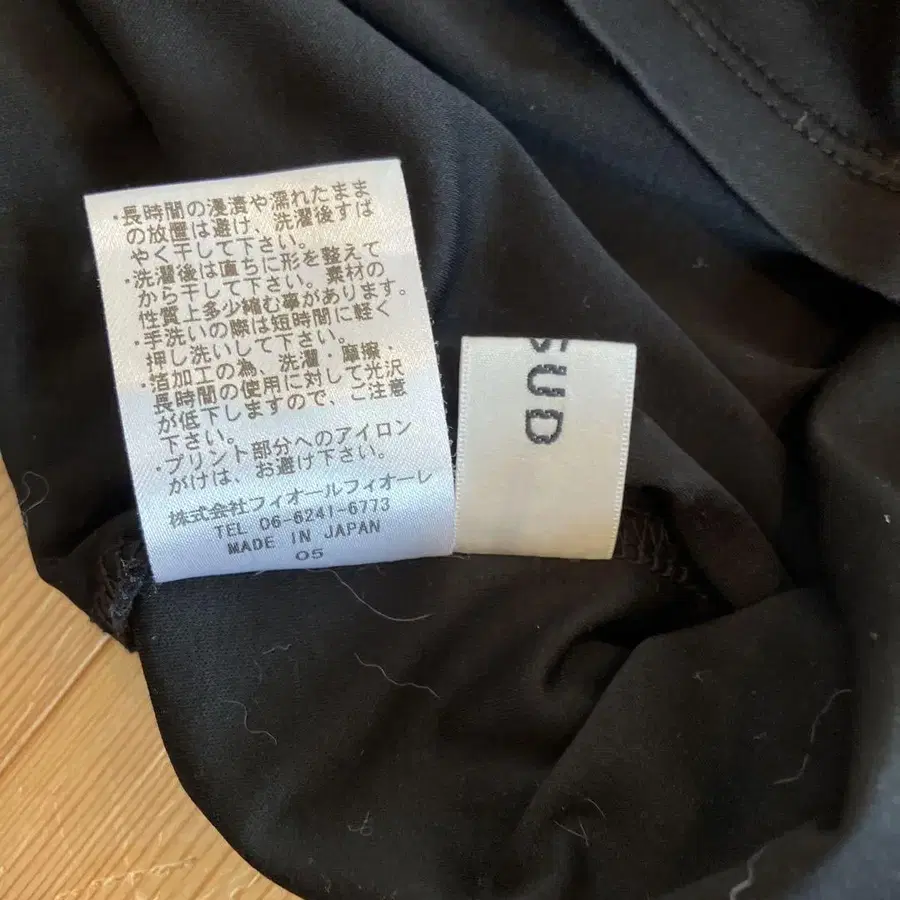 ・長時間の浸漬や濡れたまま
の放置は避け、洗濯後すば
やく干して下さい。
・洗濯後は直ちに形を整えて
から干して下さい。素材の
性質上多少縮む事があります。
・手洗いの際は短時間に軽く
押し洗いして下さい。
・箔加工の為、洗濯・摩擦、
長時間の使用に対して光沢
が低下しますので、ご注意
下さい。
・プリント部分へのアイロン
がけは、お避け下さい。
株式会社フィオールフィオーレ
TEL 06-6241-6773
MADE IN JAPAN
05
SUD